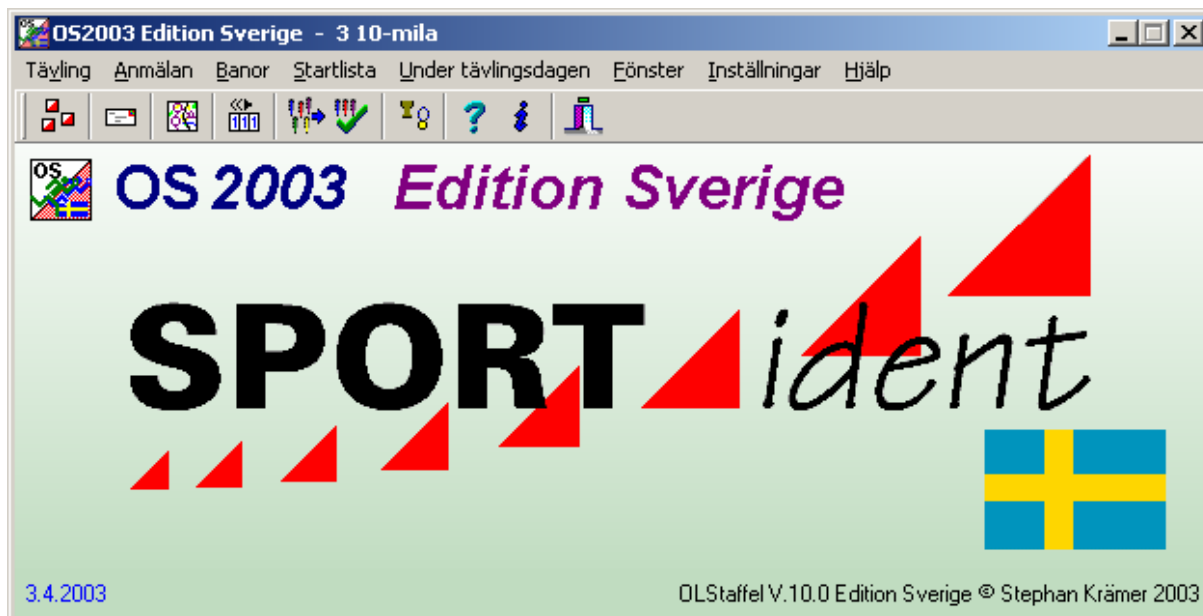 OS2003 Edition Sverige - 3 10-mila
Tävling Anmälan Banor Startlista Under tävlingsdagen Fönster Inställningar Hjälp
OS OS 2003 Edition Sverige
SPORT ident
3.4.2003 OLStaffel V.10.0 Edition Sverige © Stephan Krämer 2003